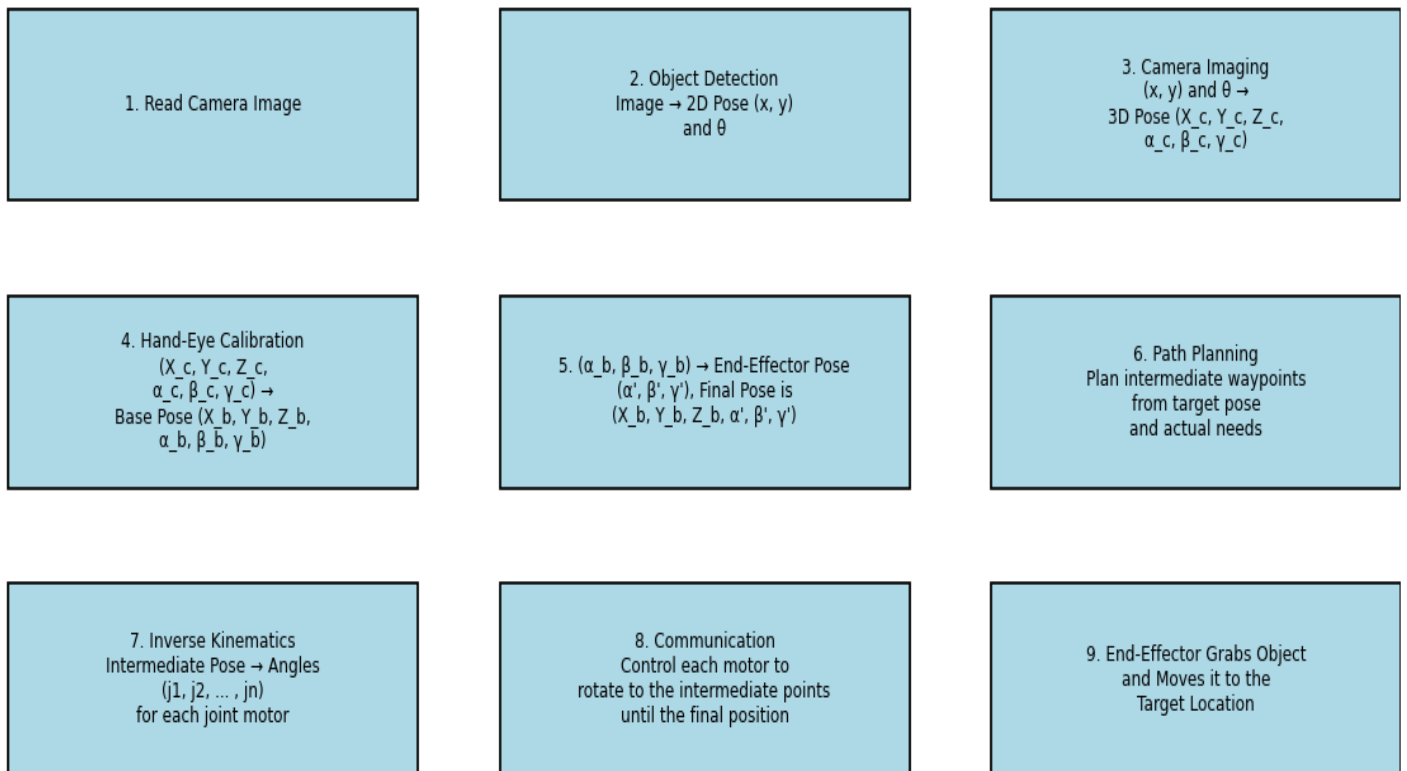 1. Read Camera Image
2. Object Detection
Image → 2D Pose (x, y)
and θ
3. Camera Imaging
(x, y) and θ →
3D Pose (X_c, Y_c, Z_c,
α_c, β_c, γ_c)
4. Hand-Eye Calibration
(X_c, Y_c, Z_c,
α_c, β_c, γ_c) →
Base Pose (X_b, Y_b, Z_b,
α_b, β_b, γ_b)
5. (α_b, β_b, γ_b) → End-Effector Pose
(α', β', γ'), Final Pose is
(X_b, Y_b, Z_b, α', β', γ')
6. Path Planning
Plan intermediate waypoints
from target pose
and actual needs
7. Inverse Kinematics
Intermediate Pose → Angles
(j1, j2, ... , jn)
for each joint motor
8. Communication
Control each motor to
rotate to the intermediate points
until the final position
9. End-Effector Grabs Object
and Moves it to the
Target Location